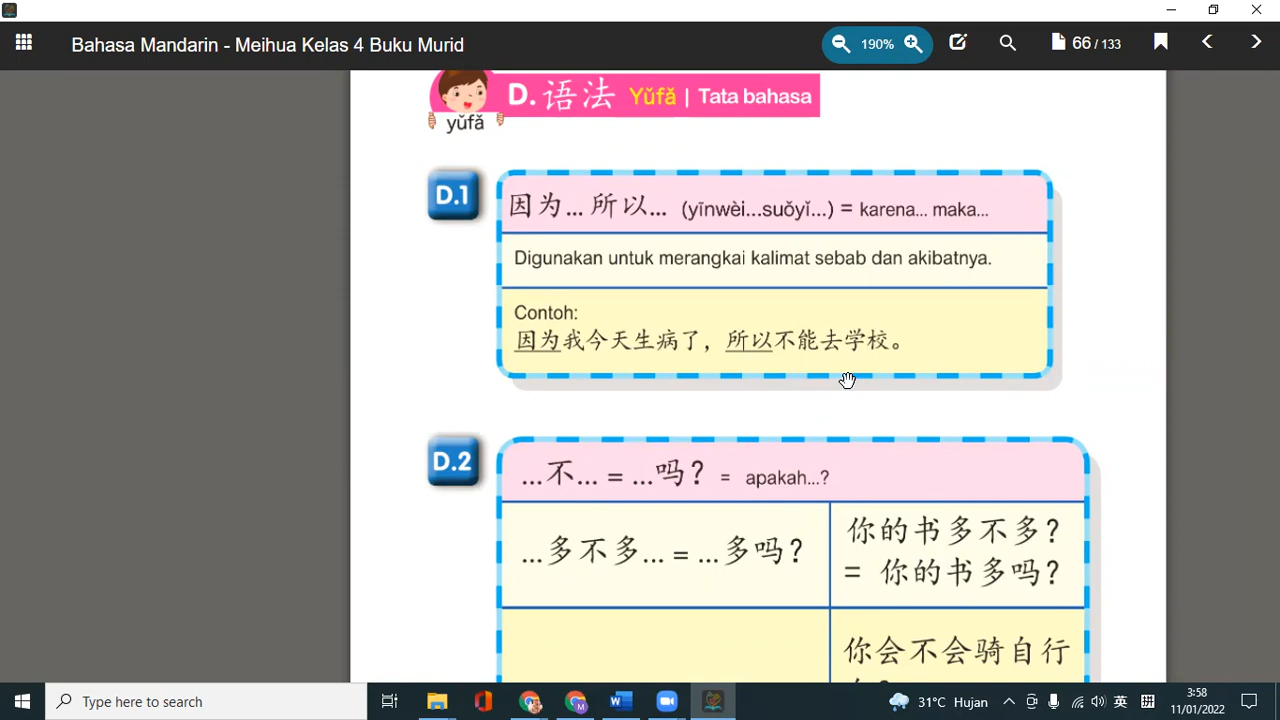 Bahasa Mandarin - Meihua Kelas 4 Buku Murid
190%
66 /133
D. 语法 Yǔfǎ | Tata bahasa
yǔfǎ
D.1
因为... 所以... (yīnwèi...suǒyǐ...) = karena... maka...
Digunakan untuk merangkai kalimat sebab dan akibatnya.
Contoh:
因为我今天生病了，所以不能去学校。
D.2
...不... = ...吗？ = apakah...?
...多不多... = ...多吗？
你的书多不多？
= 你的书多吗？
你会不会骑自行
Type here to search
31°C Hujan
英
3:58
11/01/2022